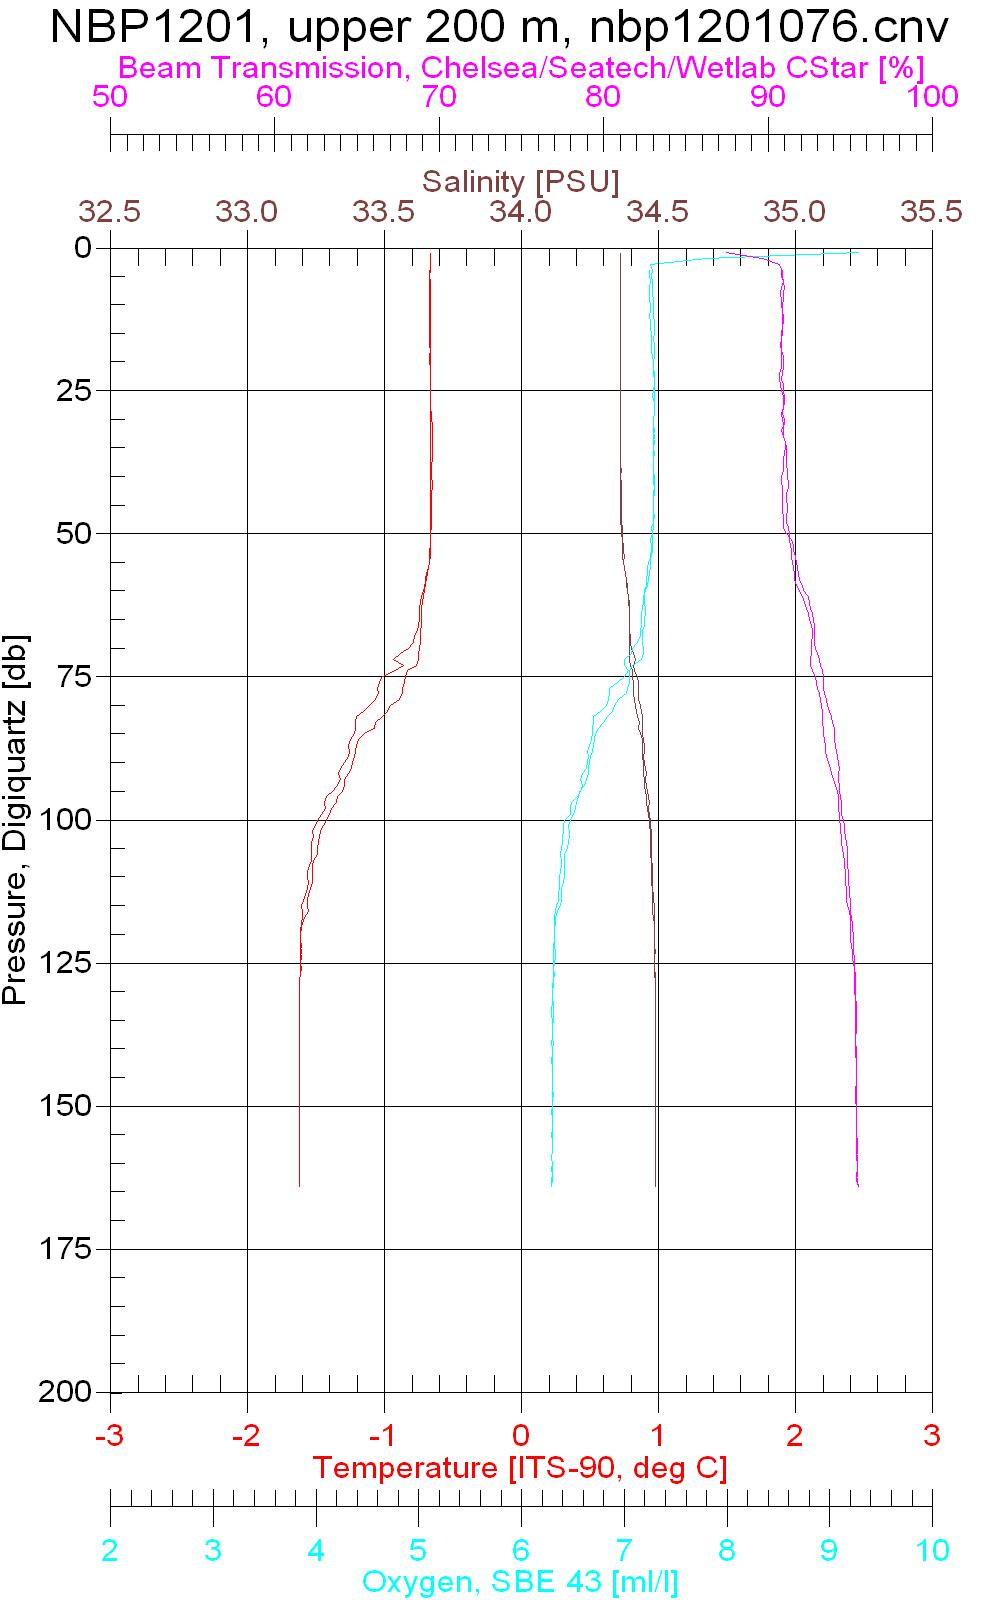 NBP1201, upper 200 m, nbp1201076.cnv
Beam Transmission, Chelsea/Seatech/Wetlab CStar [%]
50 60 70 80 90 100
Salinity [PSU]
32.5 33.0 33.5 34.0 34.5 35.0 35.5
0
25
50
75
100
125
150
175
200
Pressure, Digiquartz [db]
-3 -2 -1 0 1 2 3
Temperature [ITS-90, deg C]
2 3 4 5 6 7 8 9 10
Oxygen, SBE 43 [ml/l]